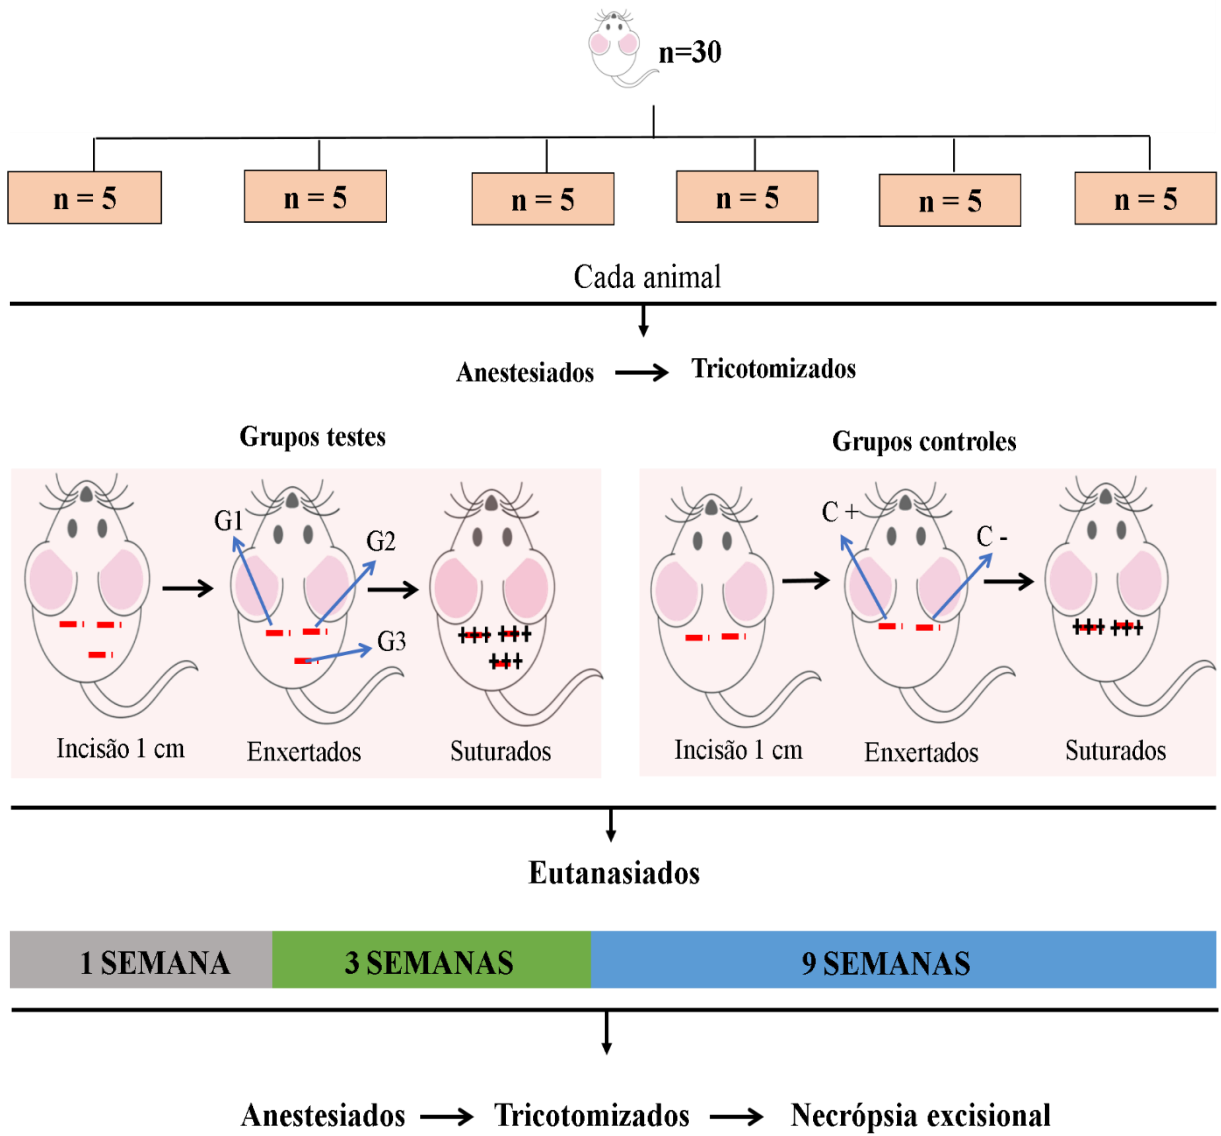 n=30
n = 5
n = 5
n = 5
n = 5
n = 5
n = 5
Cada animal
Anestesiados
Tricotomizados
Grupos testes
Grupos controles
G1
G2
G3
C +
C -
Incisão 1 cm
Enxertados
Suturados
Incisão 1 cm
Enxertados
Suturados
Eutanasiados
1 SEMANA
3 SEMANAS
9 SEMANAS
Anestesiados
Tricotomizados
Necrópsia excisional